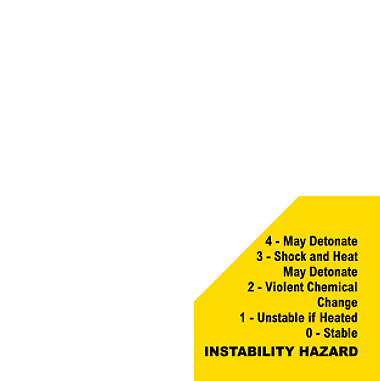 4 - May Detonate
3 - Shock and Heat
May Detonate
2 - Violent Chemical
Change
1 - Unstable if Heated
0 - Stable
INSTABILITY HAZARD